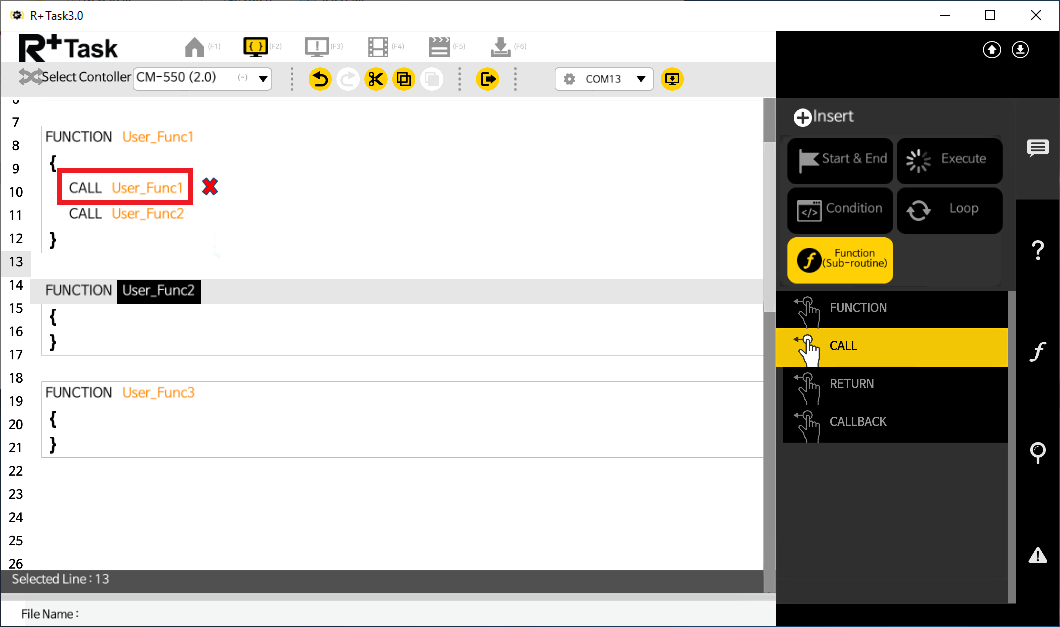 R+Task3.0
R+Task
(F1)
{ }
(F2)
(F3)
(F4)
(F5)
(F6)
Select Contoller
CM-550 (2.0)
(-)
COM13
7
8
9
10
11
12
13
14
15
16
17
18
19
20
21
22
23
24
25
26
FUNCTION User_Func1
{
CALL User_Func1
CALL User_Func2
}
FUNCTION User_Func2
{
}
FUNCTION User_Func3
{
}
Selected Line : 13
File Name :
Insert
Start & End
Execute
</>
Condition
Loop
f
Function
(Sub-routine)
FUNCTION
CALL
RETURN
CALLBACK
?
f